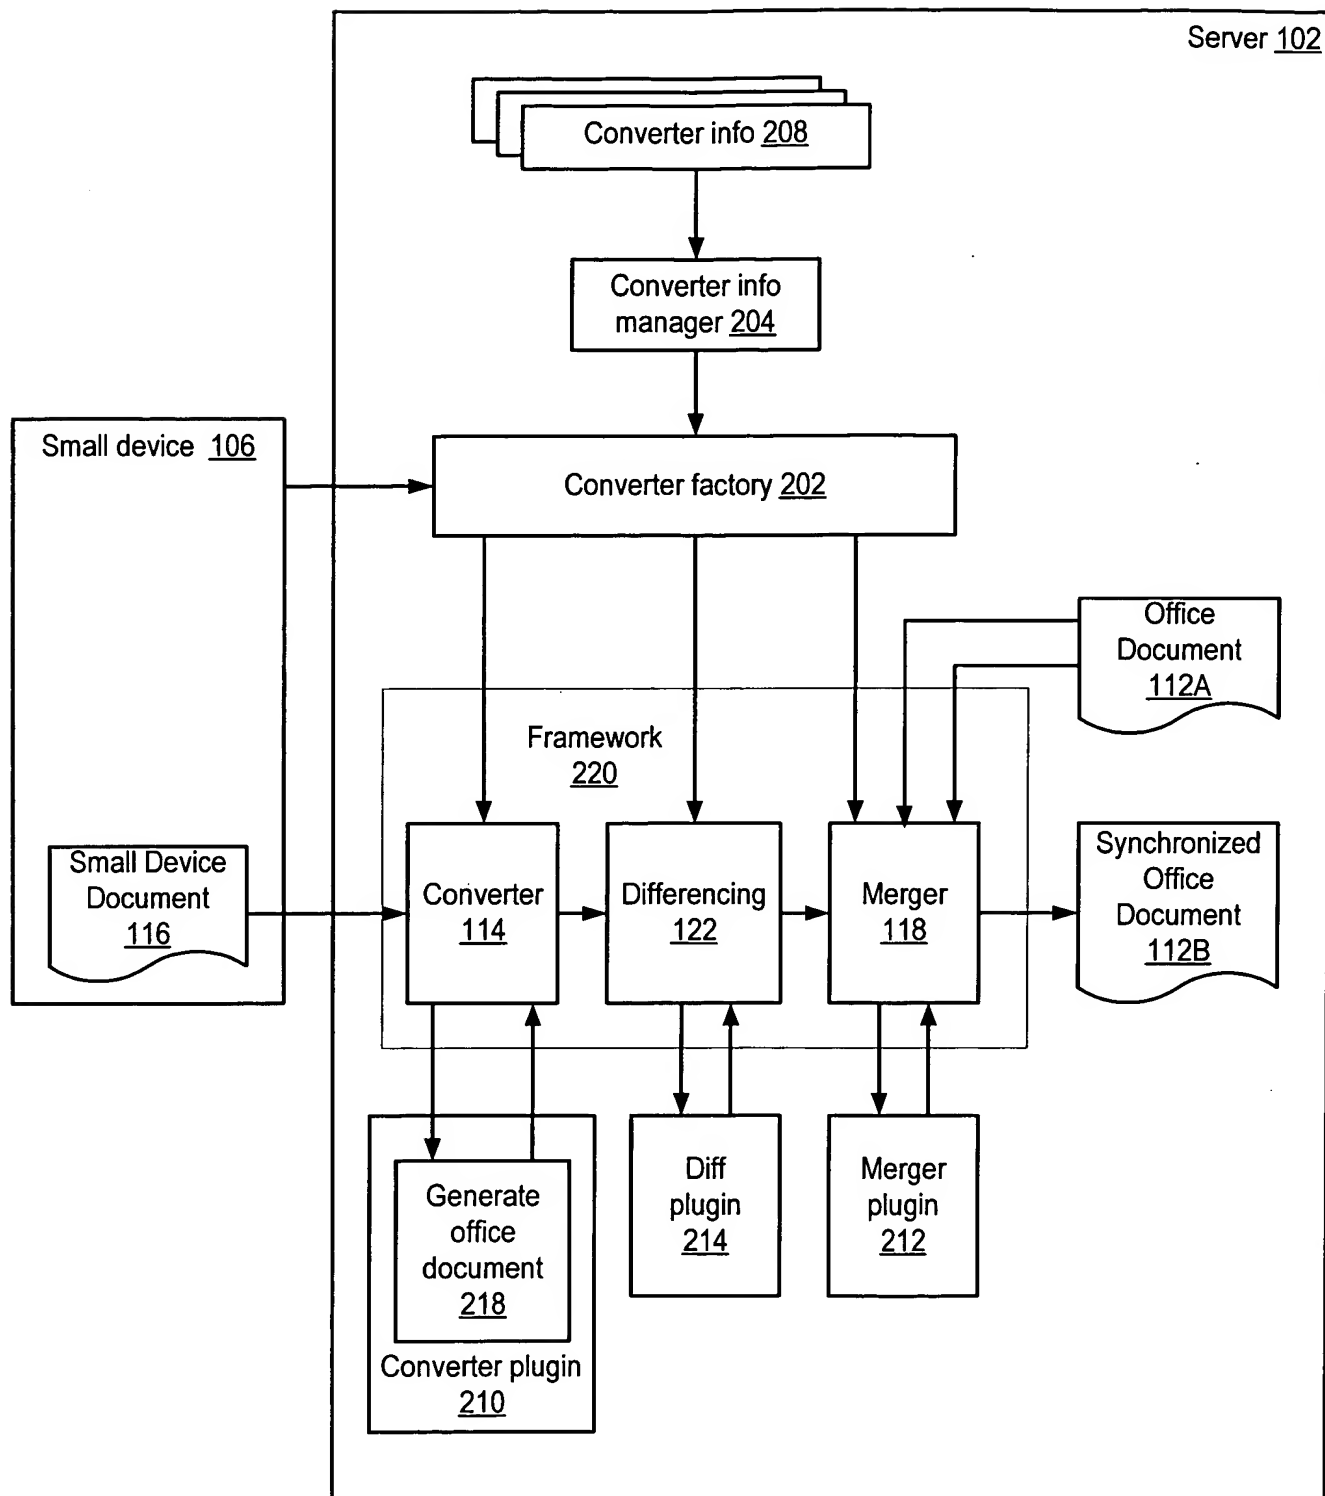 Server 102
Converter info 208
Converter info
manager 204
Small device 106
Converter factory 202
Office
Document
112A
Framework
220
Small Device
Document
116
Converter
114
Differencing
122
Merger
118
Synchronized
Office
Document
112B
Generate
office
document
218
Converter plugin
210
Diff
plugin
214
Merger
plugin
212